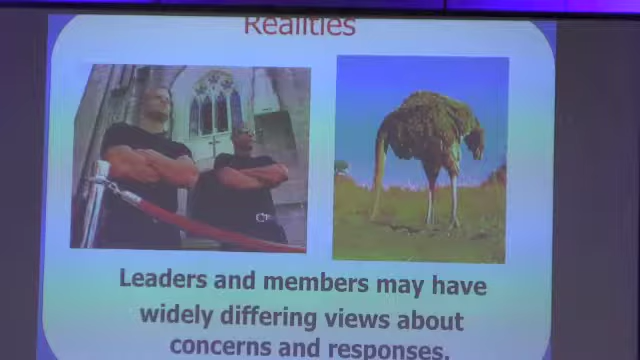 Realities
Leaders and members may have
widely differing views about
concerns and responses.